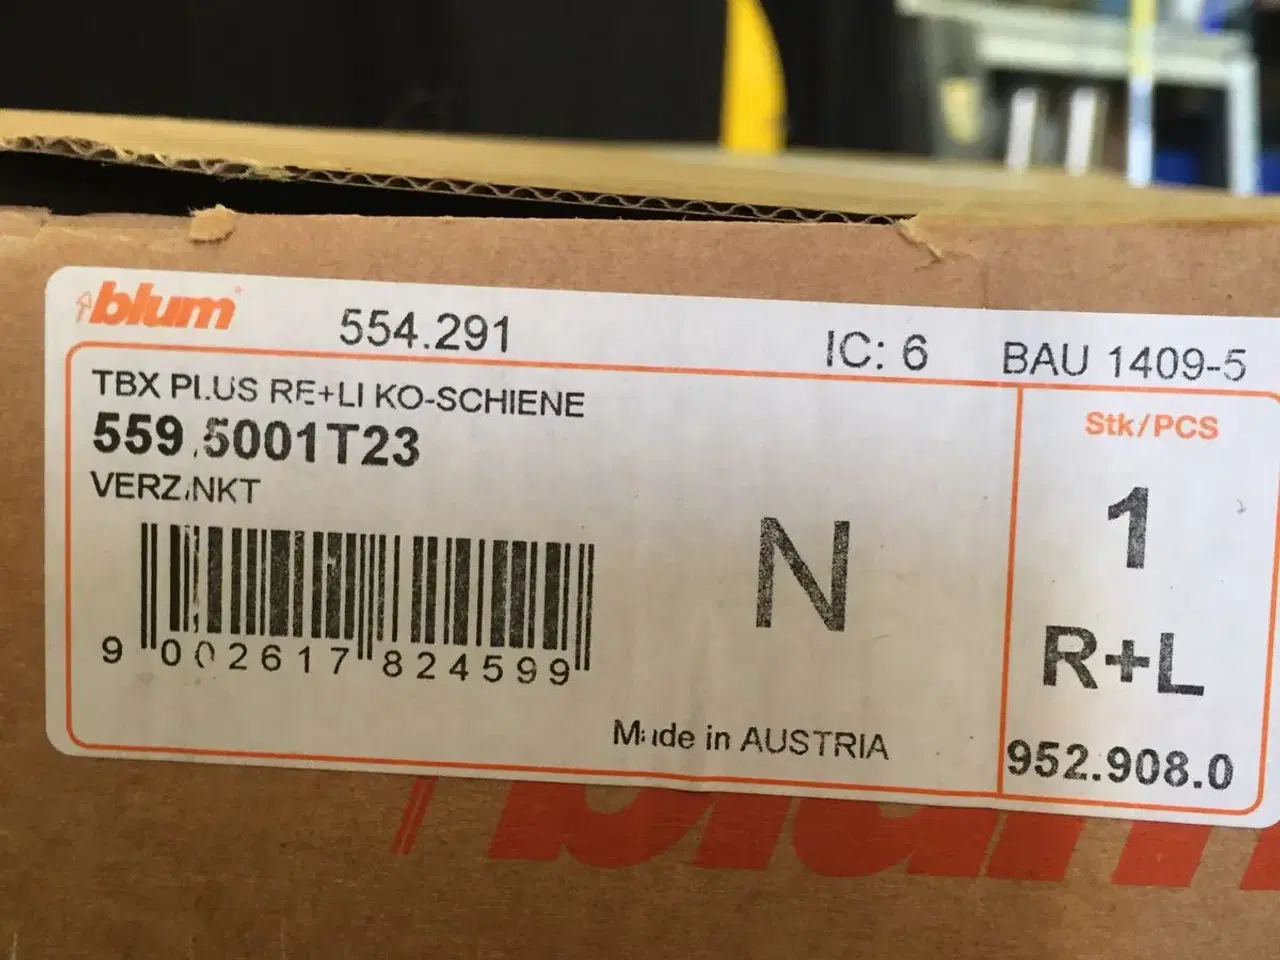 blum
554.291
IC: 6
BAU 1409-5
TBX PLUS RE+LI KO-SCHIENE
559.5001T23
VERZINKT
Stk/PCS
1
N
R+L
9 002617 824599
Made in AUSTRIA
952.908.0
blum